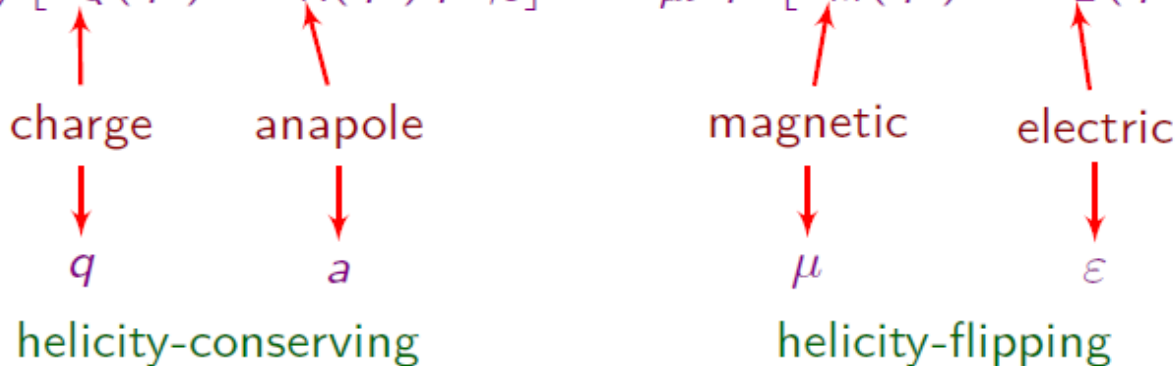 charge anapole magnetic electric
q a μ ε
helicity-conserving helicity-flipping